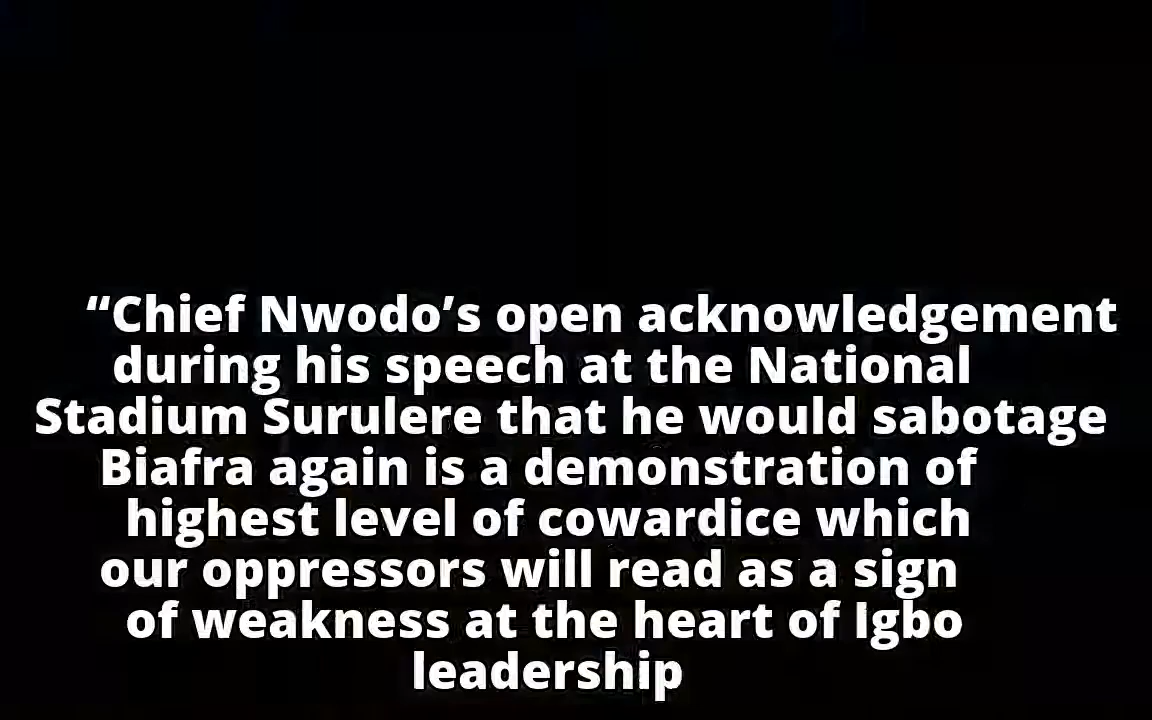 “Chief Nwodo’s open acknowledgement
during his speech at the National
Stadium Surulere that he would sabotage
Biafra again is a demonstration of
highest level of cowardice which
our oppressors will read as a sign
of weakness at the heart of Igbo
leadership